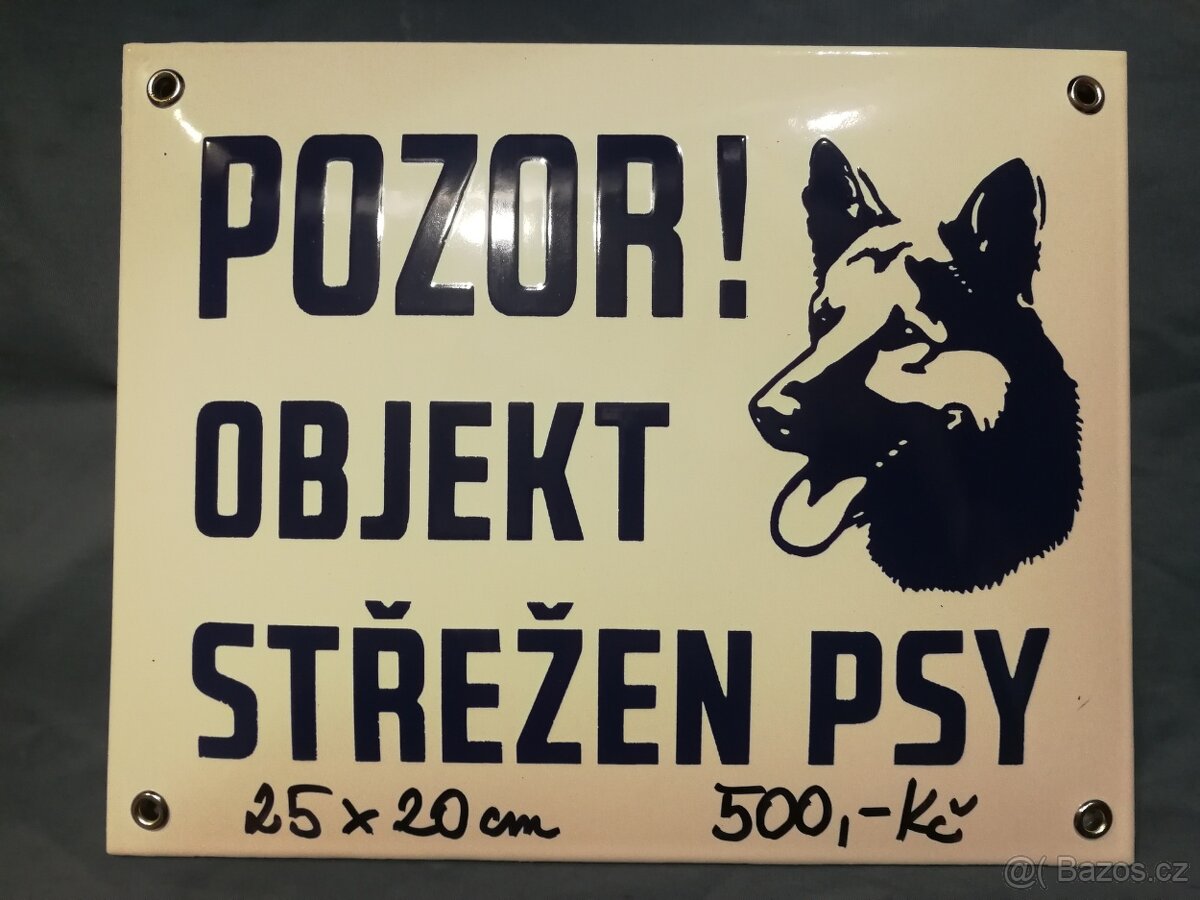 POZOR!
OBJEKT
STŘEŽEN PSY
25 x 20 cm 500,- Kč
@( Bazos.cz